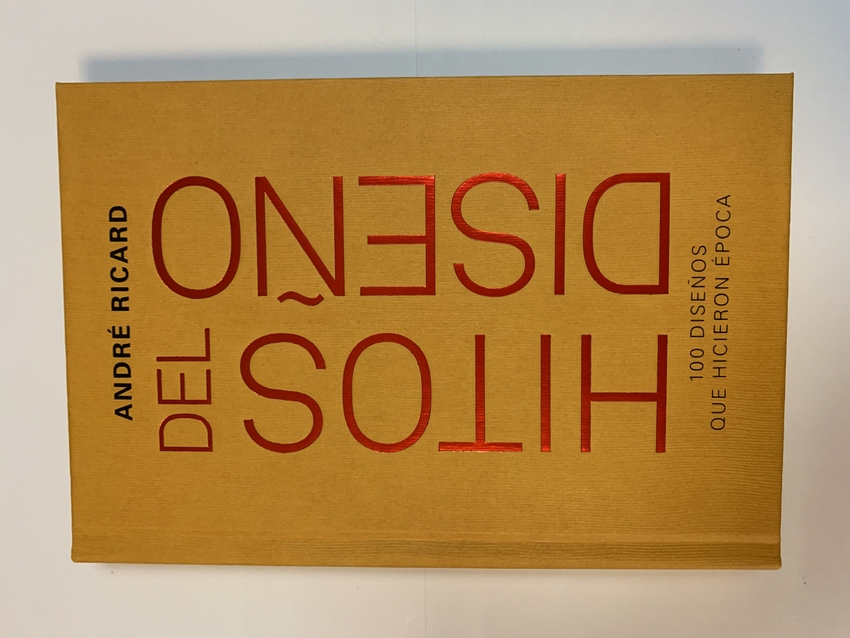 ANDRÉ RICARD
HITOS
DEL
DISEÑO
100 DISEÑOS
QUE HICIERON ÉPOCA